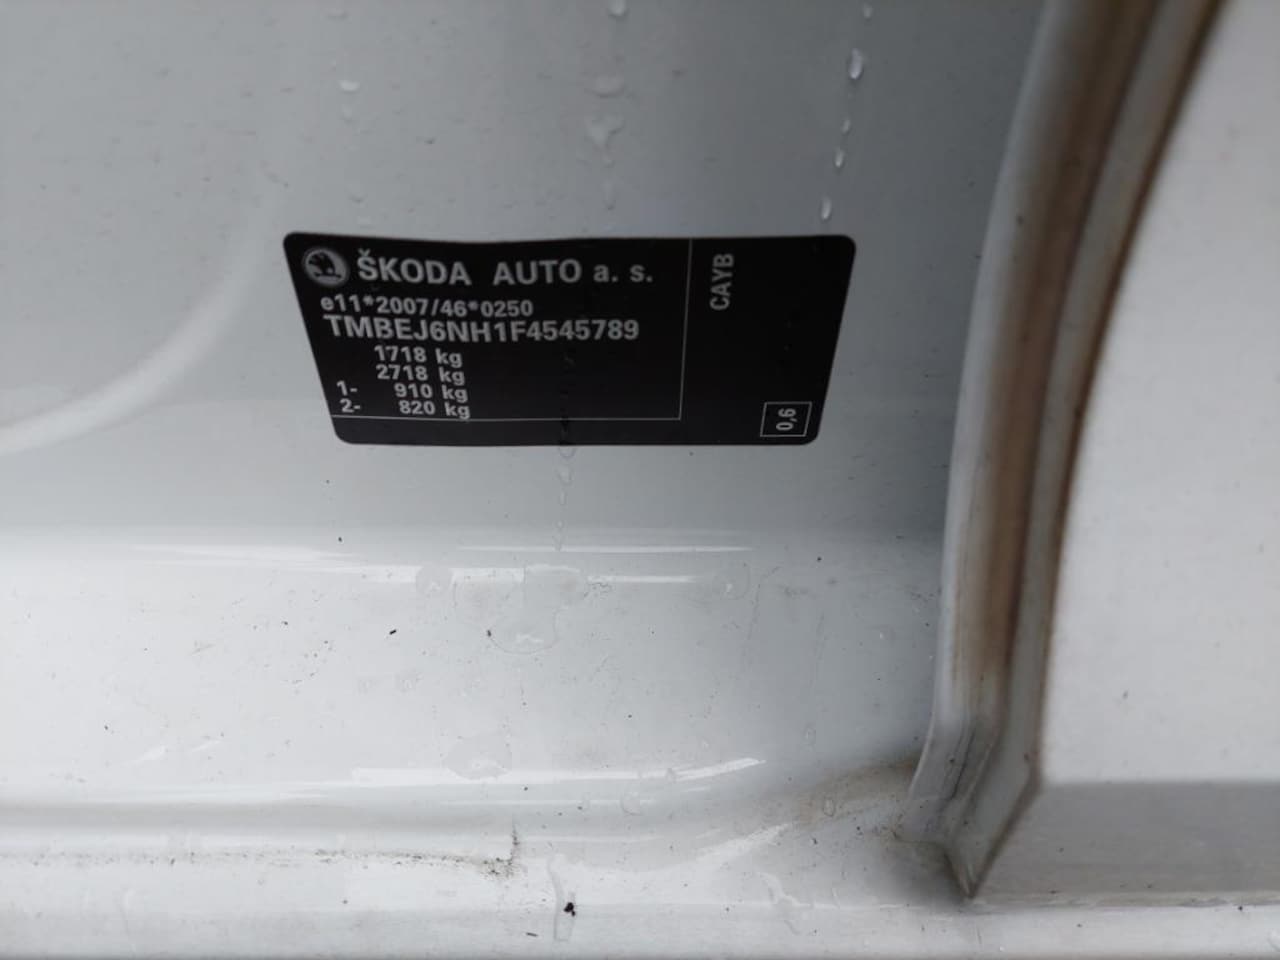 ŠKODA AUTO a. s.
e11*2007/46*0250
TMBEJ6NH1F4545789
1718 kg
2718 kg
1- 910 kg
2- 820 kg
CAYB
0,6